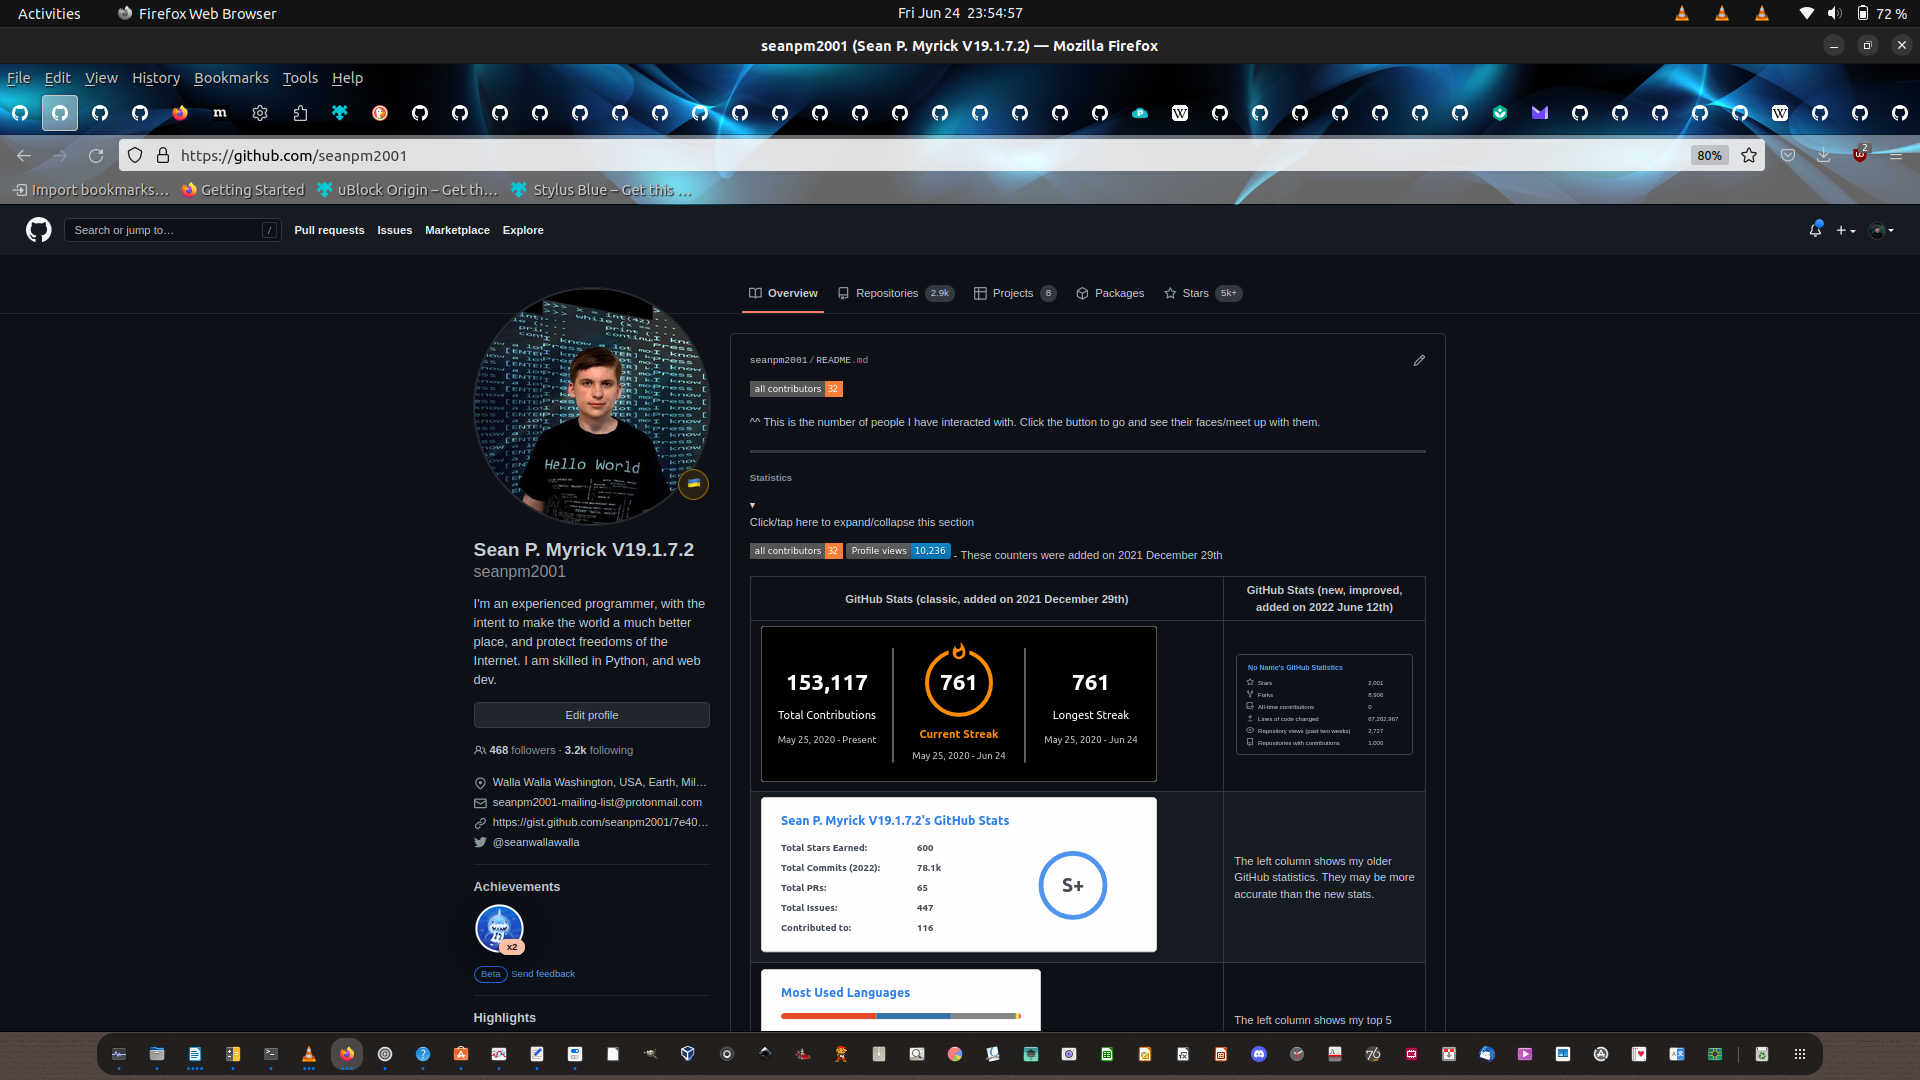 Activities
Firefox Web Browser
Fri Jun 24 23:54:57
72 %
seanpm2001 (Sean P. Myrick V19.1.7.2) — Mozilla Firefox
File Edit View History Bookmarks Tools Help
https://github.com/seanpm2001
80%
2
Import bookmarks…
Getting Started
uBlock Origin – Get th…
Stylus Blue – Get this …
Search or jump to…
/
Pull requests Issues Marketplace Explore
Overview
Repositories 2.9k
Projects 8
Packages
Stars 5k+
Hello World
Sean P. Myrick V19.1.7.2
seanpm2001
I'm an experienced programmer, with the
intent to make the world a much better
place, and protect freedoms of the
Internet. I am skilled in Python, and web
dev.
Edit profile
468 followers · 3.2k following
Walla Walla Washington, USA, Earth, Mil…
seanpm2001-mailing-list@protonmail.com
https://gist.github.com/seanpm2001/7e40…
@seanwallawalla
Achievements
x2
Beta Send feedback
Highlights
seanpm2001/README.md
all contributors 32
^^ This is the number of people I have interacted with. Click the button to go and see their faces/meet up with them.
Statistics
▾
Click/tap here to expand/collapse this section
all contributors 32 Profile views 10,236 - These counters were added on 2021 December 29th
GitHub Stats (classic, added on 2021 December 29th)
GitHub Stats (new, improved,
added on 2022 June 12th)
153,117
Total Contributions
May 25, 2020 - Present
761
Current Streak
May 25, 2020 - Jun 24
761
Longest Streak
May 25, 2020 - Jun 24
No Name's GitHub Statistics
Stars 2,001
Forks 8,906
All-time contributions 0
Lines of code changed 67,262,967
Repository views (past two weeks) 2,727
Repositories with contributions 1,000
Sean P. Myrick V19.1.7.2's GitHub Stats
Total Stars Earned: 600
Total Commits (2022): 78.1k
Total PRs: 65
Total Issues: 447
Contributed to: 116
S+
The left column shows my older
GitHub statistics. They may be more
accurate than the new stats.
Most Used Languages
The left column shows my top 5